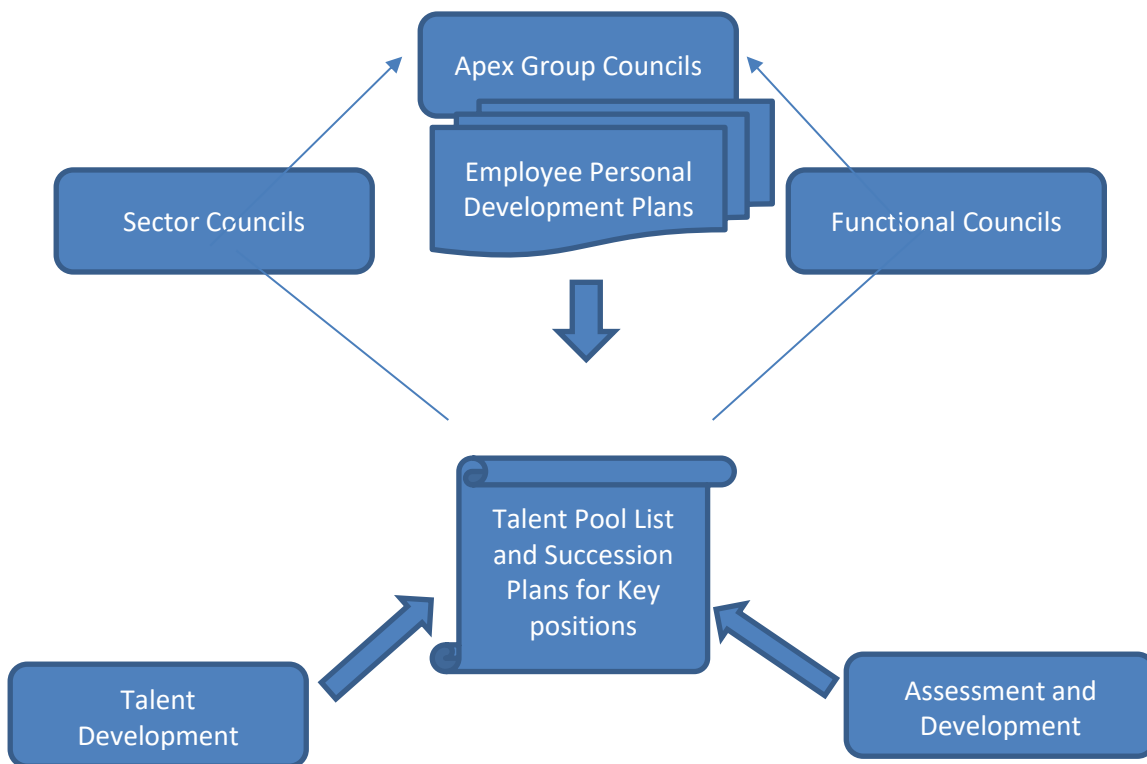 Apex Group Councils
Employee Personal
Development Plans
Sector Councils
Functional Councils
Talent Pool List
and Succession
Plans for Key
positions
Talent
Development
Assessment and
Development